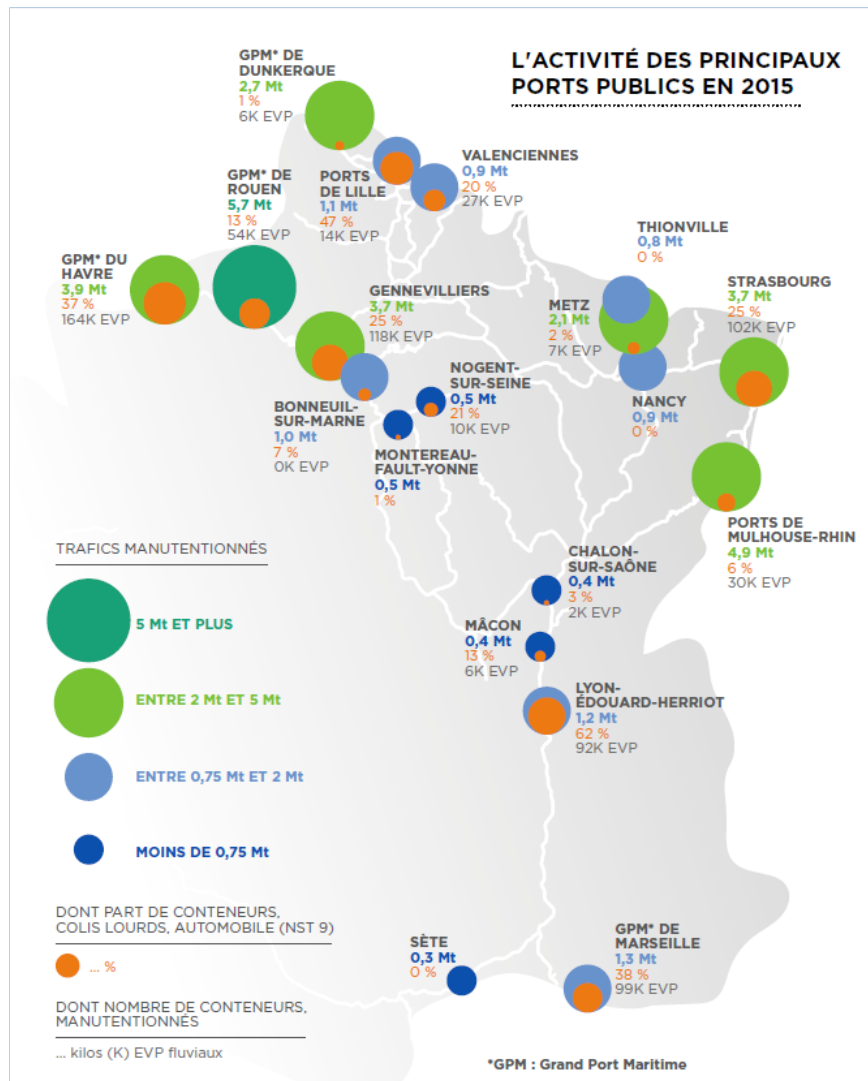 L'ACTIVITÉ DES PRINCIPAUX
PORTS PUBLICS EN 2015
GPM* DE
DUNKERQUE
2,7 Mt
1 %
6K EVP
GPM* DE
ROUEN
5,7 Mt
13 %
54K EVP
PORTS
DE LILLE
1,1 Mt
47 %
14K EVP
VALENCIENNES
0,9 Mt
20 %
27K EVP
THIONVILLE
0,8 Mt
0 %
GPM* DU
HAVRE
3,9 Mt
37 %
164K EVP
GENNEVILLIERS
3,7 Mt
25 %
118K EVP
METZ
2,1 Mt
2 %
7K EVP
STRASBOURG
3,7 Mt
25 %
102K EVP
NOGENT-
SUR-SEINE
0,5 Mt
21 %
10K EVP
BONNEUIL-
SUR-MARNE
1,0 Mt
7 %
0K EVP
NANCY
0,9 Mt
0 %
MONTEREAU-
FAULT-YONNE
0,5 Mt
1 %
PORTS DE
MULHOUSE-RHIN
4,9 Mt
6 %
30K EVP
CHALON-
SUR-SAÔNE
0,4 Mt
3 %
2K EVP
MÂCON
0,4 Mt
13 %
6K EVP
LYON-
ÉDOUARD-HERRIOT
1,2 Mt
62 %
92K EVP
SÈTE
0,3 Mt
0 %
GPM* DE
MARSEILLE
1,3 Mt
38 %
99K EVP
TRAFICS MANUTENTIONNÉS
5 Mt ET PLUS
ENTRE 2 Mt ET 5 Mt
ENTRE 0,75 Mt ET 2 Mt
MOINS DE 0,75 Mt
DONT PART DE CONTENEURS,
COLIS LOURDS, AUTOMOBILE (NST 9)
... %
DONT NOMBRE DE CONTENEURS,
MANUTENTIONNÉS
... kilos (K) EVP fluviaux
*GPM : Grand Port Maritime